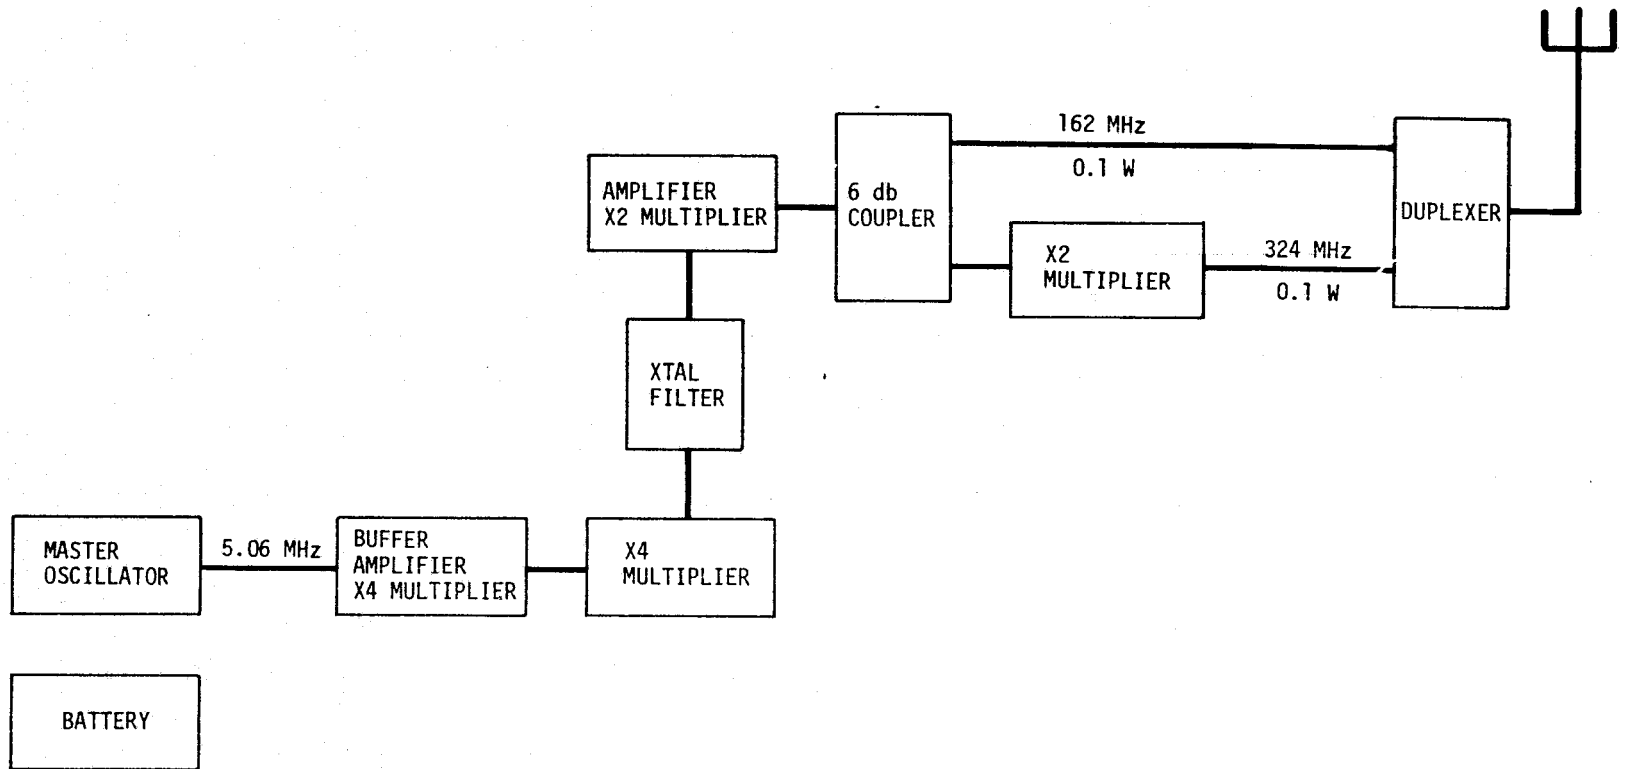 162 MHz
0.1 W
AMPLIFIER
X2 MULTIPLIER
6 db
COUPLER
DUPLEXER
X2
MULTIPLIER
324 MHz
0.1 W
XTAL
FILTER
MASTER
OSCILLATOR
5.06 MHz
BUFFER
AMPLIFIER
X4 MULTIPLIER
X4
MULTIPLIER
BATTERY